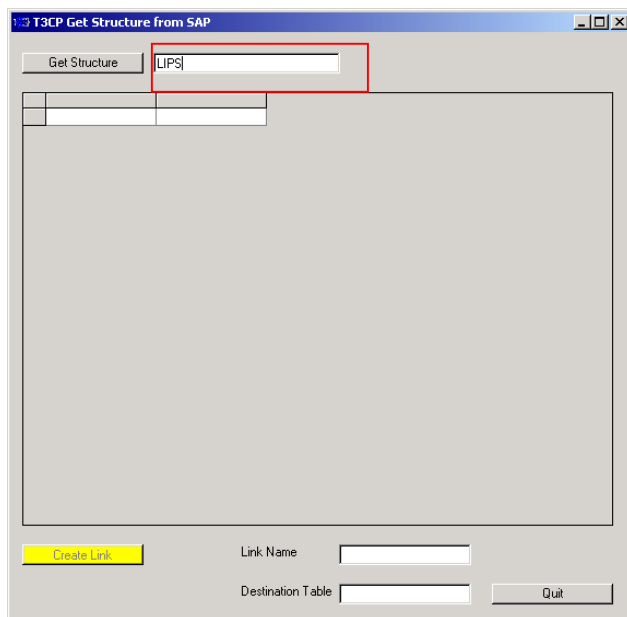 T3CP Get Structure from SAP
Get Structure
LIPS
Create Link
Link Name
Destination Table
Quit